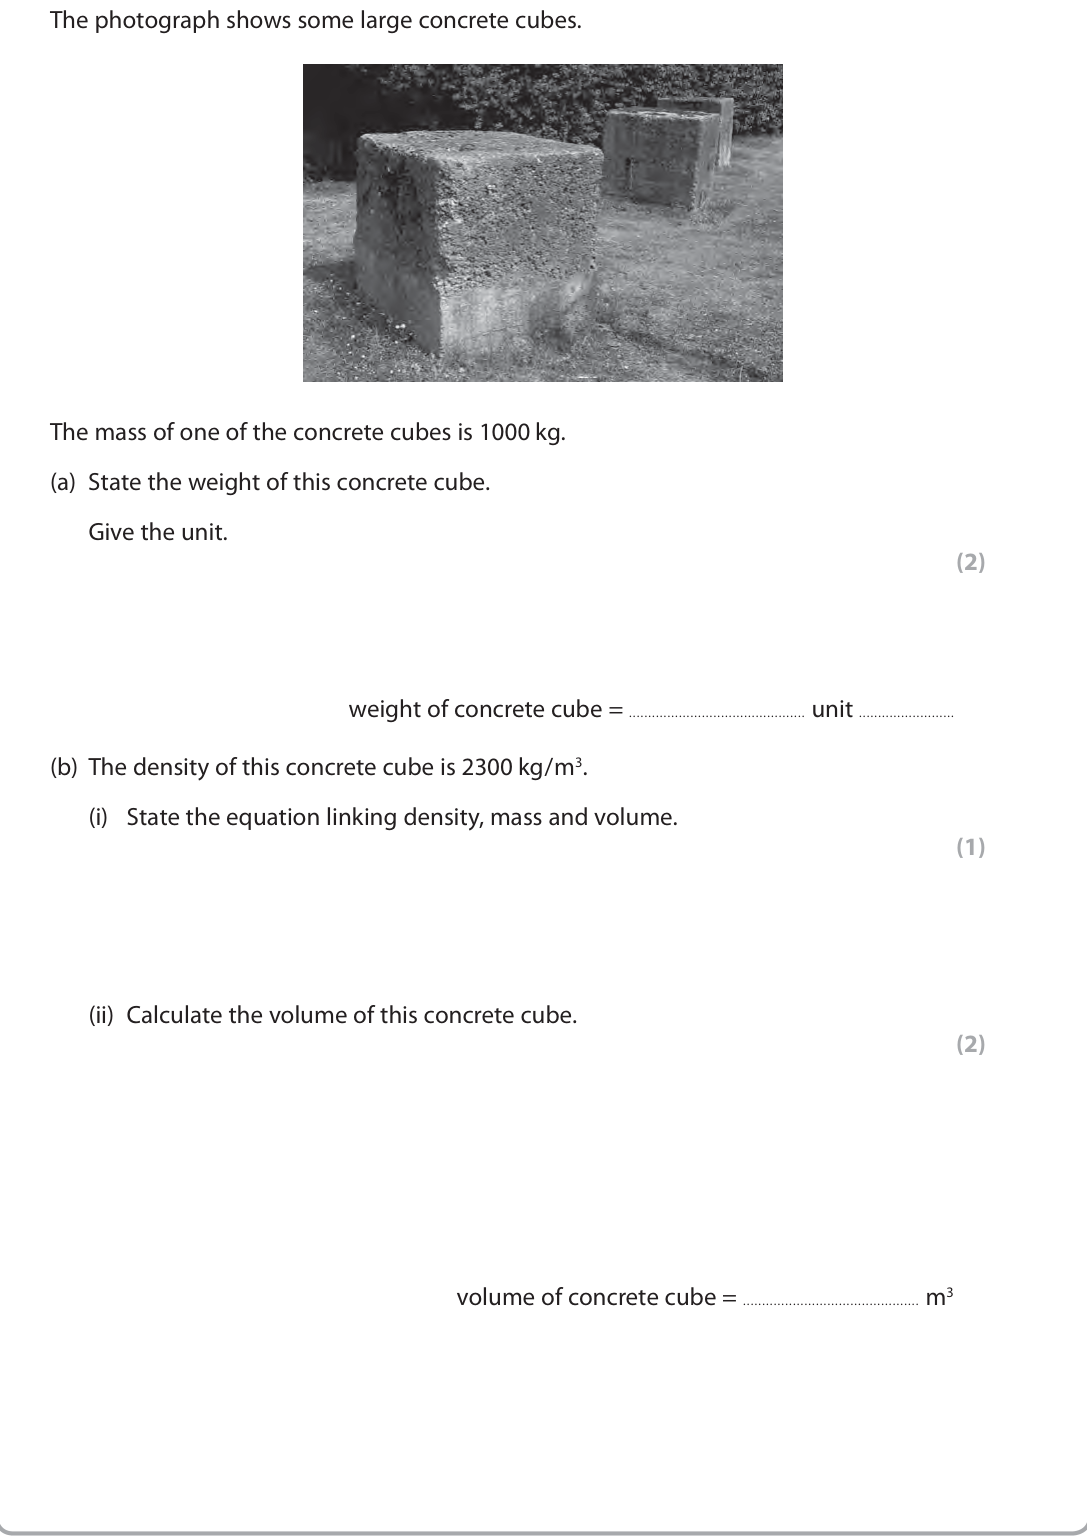 The photograph shows some large concrete cubes.
The mass of one of the concrete cubes is 1000 kg.
(a) State the weight of this concrete cube.
Give the unit.
(2)
weight of concrete cube = ............................................. unit .........................
(b) The density of this concrete cube is 2300 kg/m³.
(i) State the equation linking density, mass and volume.
(1)
(ii) Calculate the volume of this concrete cube.
(2)
volume of concrete cube = ............................................. m³